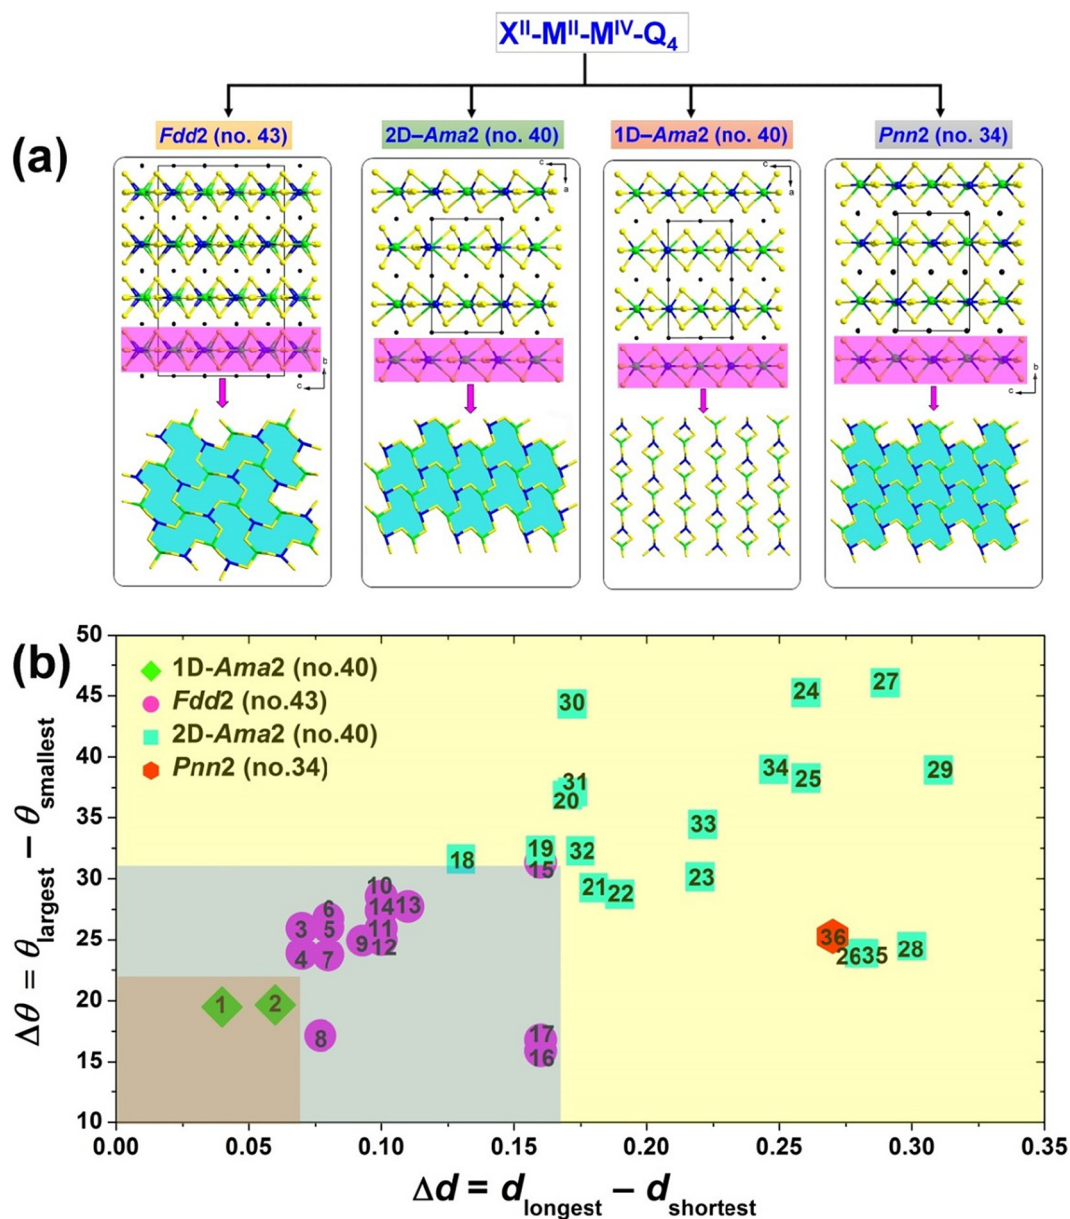 X^II-M^II-M^IV-Q_4
Fdd2 (no. 43)
2D–Ama2 (no. 40)
1D–Ama2 (no. 40)
Pnn2 (no. 34)
(a)
c
a
c
a
b
c
b
c
(b)
1D-Ama2 (no.40)
Fdd2 (no.43)
2D-Ama2 (no.40)
Pnn2 (no.34)
Δθ = θ_largest – θ_smallest
50
45
40
35
30
25
20
15
10
27
24
30
34
29
31
25
20
33
19
32
18
15
23
21
22
10
6
14
13
3
5
11
9
12
4
7
36
26
35
28
1
2
8
17
16
0.00
0.05
0.10
0.15
0.20
0.25
0.30
0.35
Δd = d_longest – d_shortest